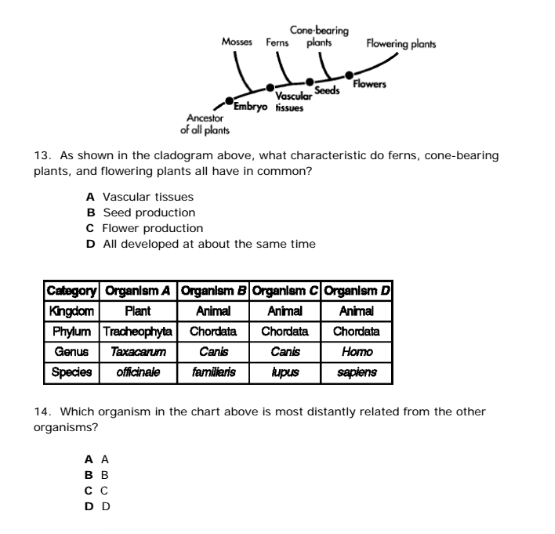 Cone-bearing
Mosses Ferns plants Flowering plants
Flowers
Seeds
Vascular
Embryo tissues
Ancestor
of all plants
13. As shown in the cladogram above, what characteristic do ferns, cone-bearing
plants, and flowering plants all have in common?
A Vascular tissues
B Seed production
C Flower production
D All developed at about the same time
Category Organism A Organism B Organism C Organism D
Kingdom Plant Animal Animal Animal
Phylum Tracheophyta Chordata Chordata Chordata
Genus Taxacarum Canis Canis Homo
Species officinale familiaris lupus sapiens
14. Which organism in the chart above is most distantly related from the other
organisms?
A A
B B
C C
D D